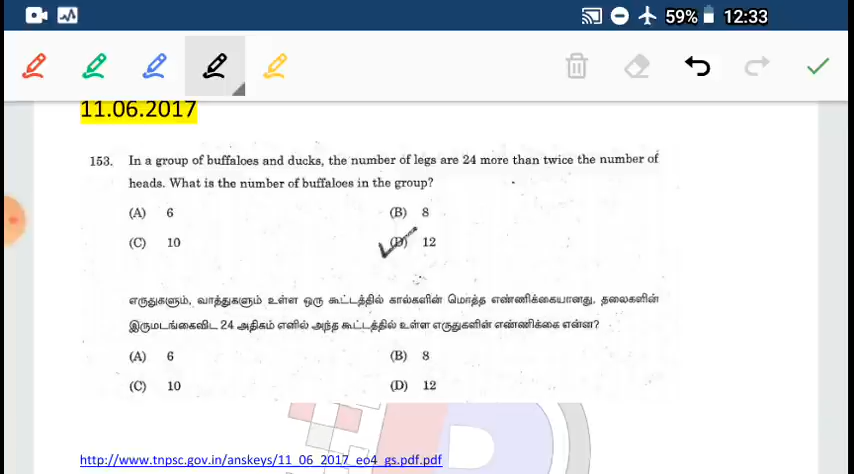 59% 12:33
11.06.2017
153. In a group of buffaloes and ducks, the number of legs are 24 more than twice the number of
heads. What is the number of buffaloes in the group?
(A) 6 (B) 8
(C) 10 (D) 12
எருதுகளும், வாத்துகளும் உள்ள ஒரு கூட்டத்தில் கால்களின் மொத்த எண்ணிக்கையானது, தலைகளின்
இருமடங்கைவிட 24 அதிகம் எனில் அந்த கூட்டத்தில் உள்ள எருதுகளின் எண்ணிக்கை என்ன?
(A) 6 (B) 8
(C) 10 (D) 12
http://www.tnpsc.gov.in/anskeys/11_06_2017_eo4_gs.pdf.pdf